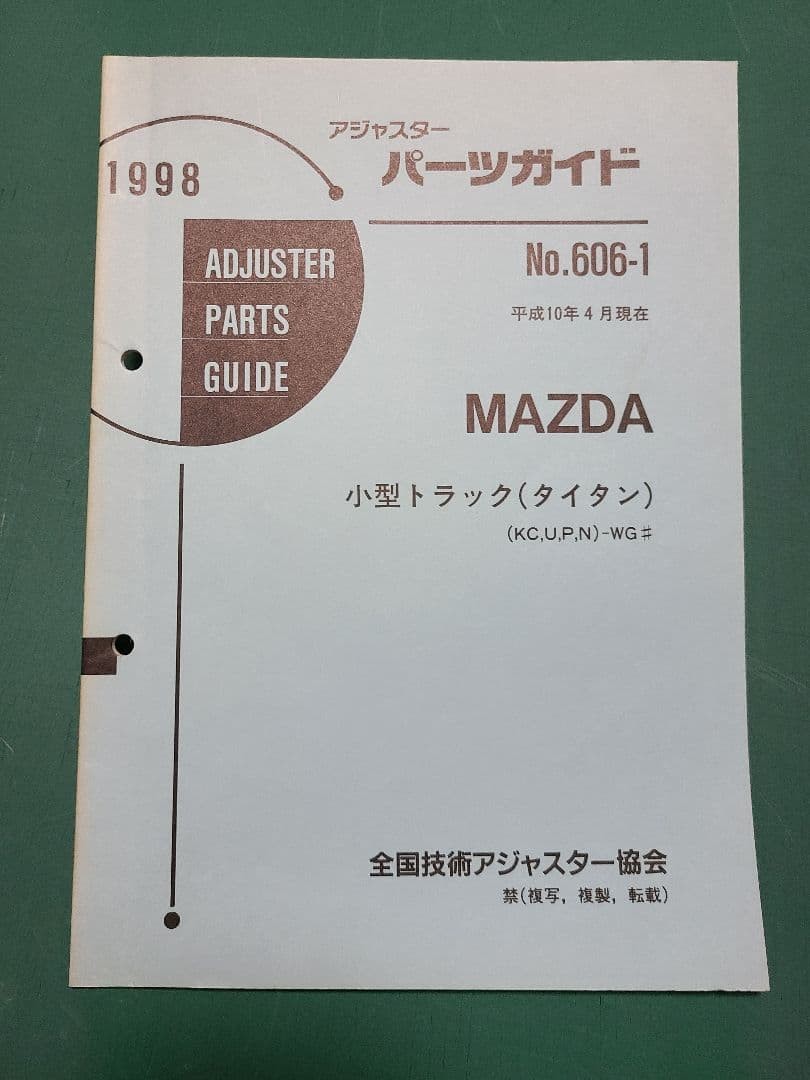 1998
アジャスター
パーツガイド
ADJUSTER
PARTS
GUIDE
No.606-1
平成10年4月現在
MAZDA
小型トラック(タイタン)
(KC,U,P,N)-WG♯
全国技術アジャスター協会
禁(複写, 複製, 転載)